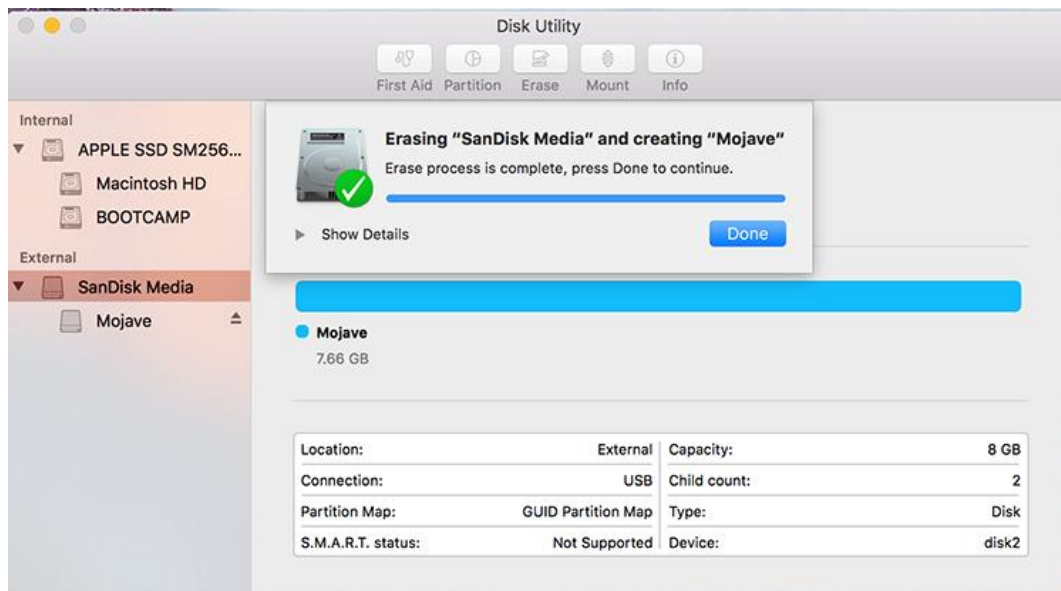 Disk Utility
First Aid Partition Erase Mount Info
Internal
APPLE SSD SM256...
Macintosh HD
BOOTCAMP
External
SanDisk Media
Mojave
Erasing “SanDisk Media” and creating “Mojave”
Erase process is complete, press Done to continue.
Show Details Done
Mojave
7.66 GB
Location: External Capacity: 8 GB
Connection: USB Child count: 2
Partition Map: GUID Partition Map Type: Disk
S.M.A.R.T. status: Not Supported Device: disk2